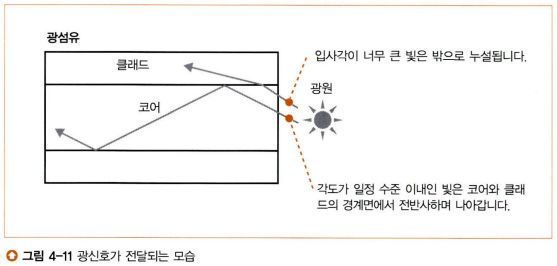 광섬유
클래드
입사각이 너무 큰 빛은 밖으로 누설됩니다.
광원
코어
각도가 일정 수준 이내인 빛은 코어와 클래
드의 경계면에서 전반사하며 나아갑니다.
그림 4-11 광신호가 전달되는 모습